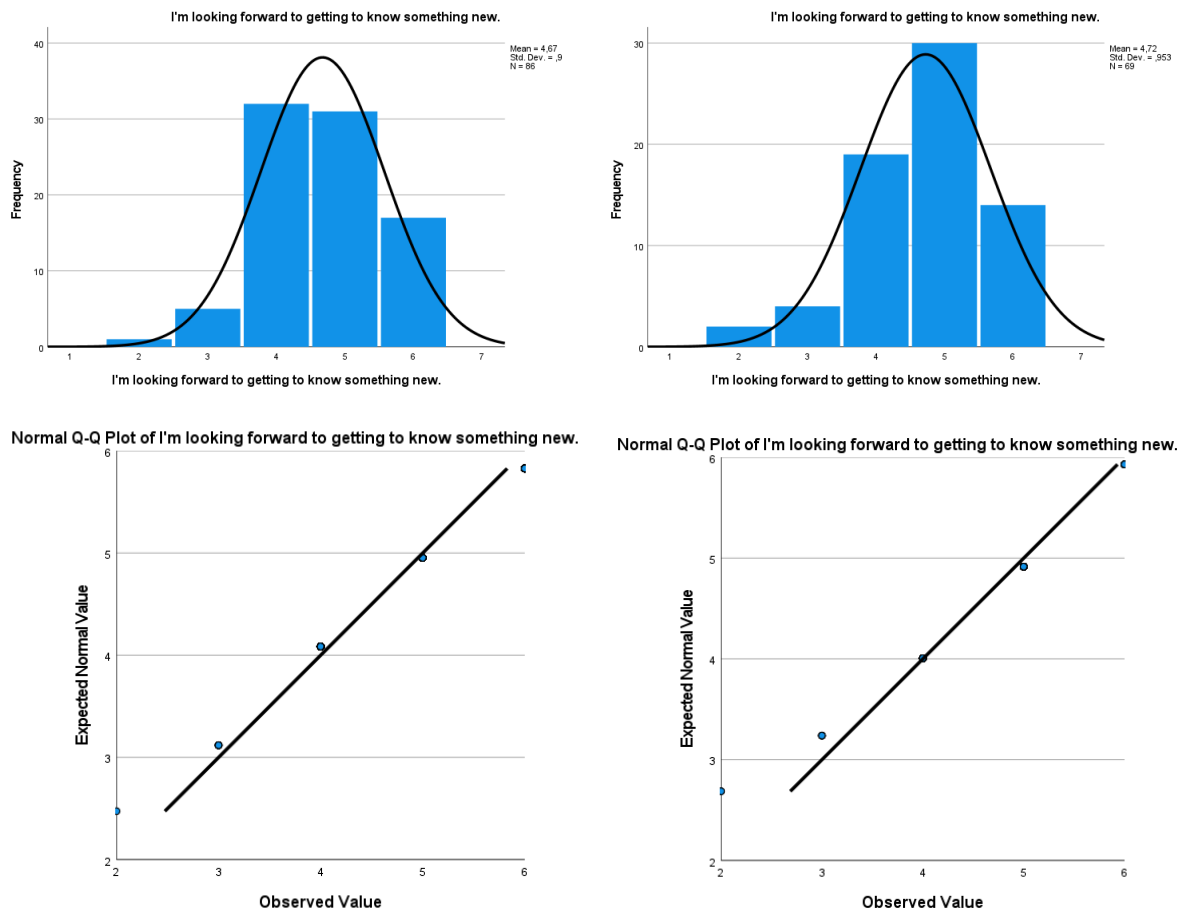 I'm looking forward to getting to know something new.
Mean = 4,67
Std. Dev. = ,9
N = 86
Frequency
40
30
20
10
0
1 2 3 4 5 6 7
I'm looking forward to getting to know something new.
I'm looking forward to getting to know something new.
Mean = 4,72
Std. Dev. = ,953
N = 69
Frequency
30
20
10
0
1 2 3 4 5 6 7
I'm looking forward to getting to know something new.
Normal Q-Q Plot of I'm looking forward to getting to know something new.
Expected Normal Value
6
5
4
3
2
2 3 4 5 6
Observed Value
Normal Q-Q Plot of I'm looking forward to getting to know something new.
Expected Normal Value
6
5
4
3
2
2 3 4 5 6
Observed Value